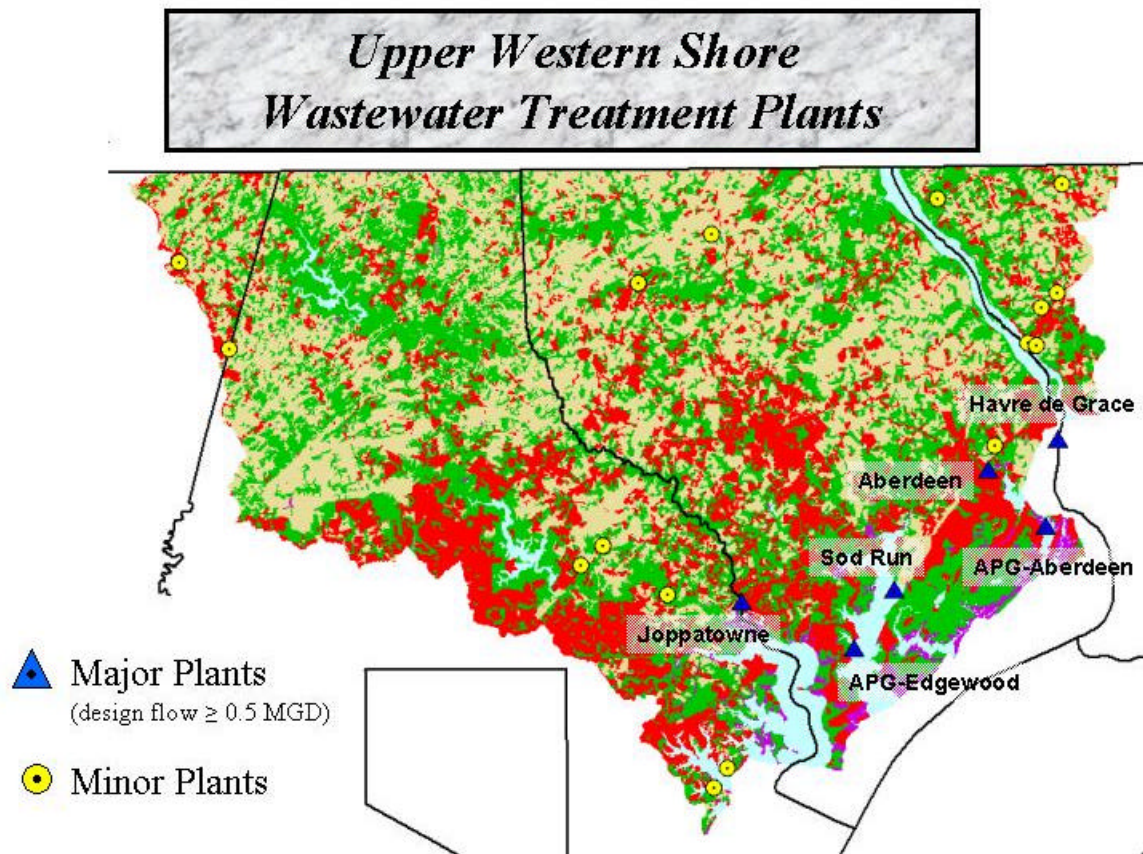 Upper Western Shore
Wastewater Treatment Plants
Havre de Grace
Aberdeen
Sod Run
APG-Aberdeen
Joppatowne
APG-Edgewood
Major Plants
(design flow ≥ 0.5 MGD)
Minor Plants